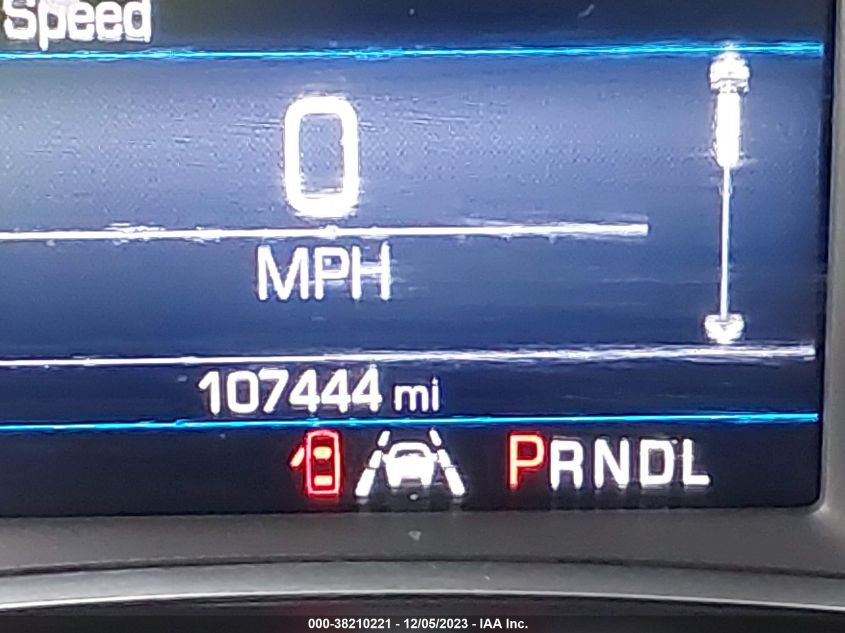 Speed
0
MPH
107444 mi
PRNDL
000-38210221 - 12/05/2023 - IAA Inc.